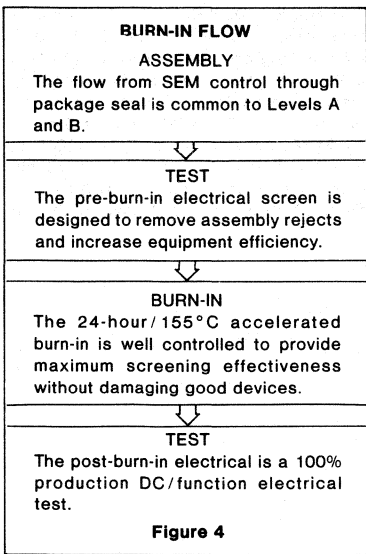 BURN-IN FLOW
ASSEMBLY
The flow from SEM control through
package seal is common to Levels A
and B.
TEST
The pre-burn-in electrical screen is
designed to remove assembly rejects
and increase equipment efficiency.
BURN-IN
The 24-hour/155°C accelerated
burn-in is well controlled to provide
maximum screening effectiveness
without damaging good devices.
TEST
The post-burn-in electrical is a 100%
production DC/function electrical
test.
Figure 4